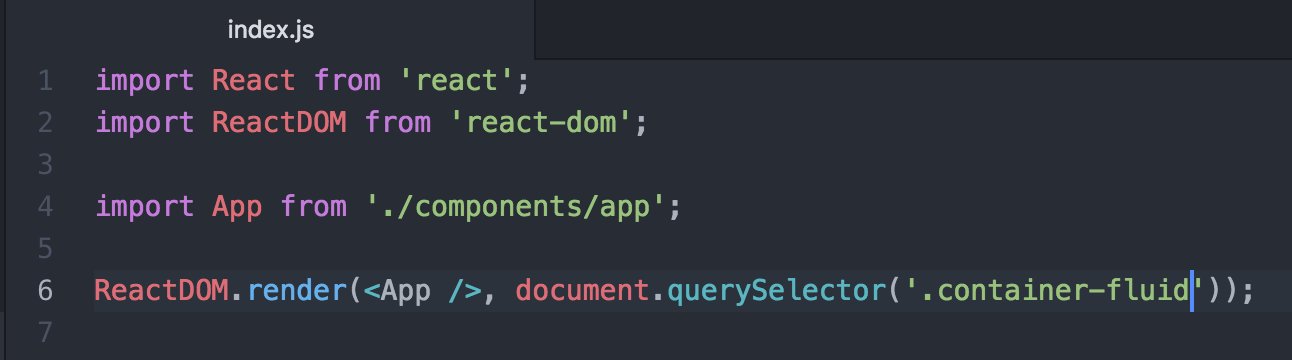 index.js
1 import React from 'react';
2 import ReactDOM from 'react-dom';
3
4 import App from './components/app';
5
6 ReactDOM.render(<App />, document.querySelector('.container-fluid'));
7